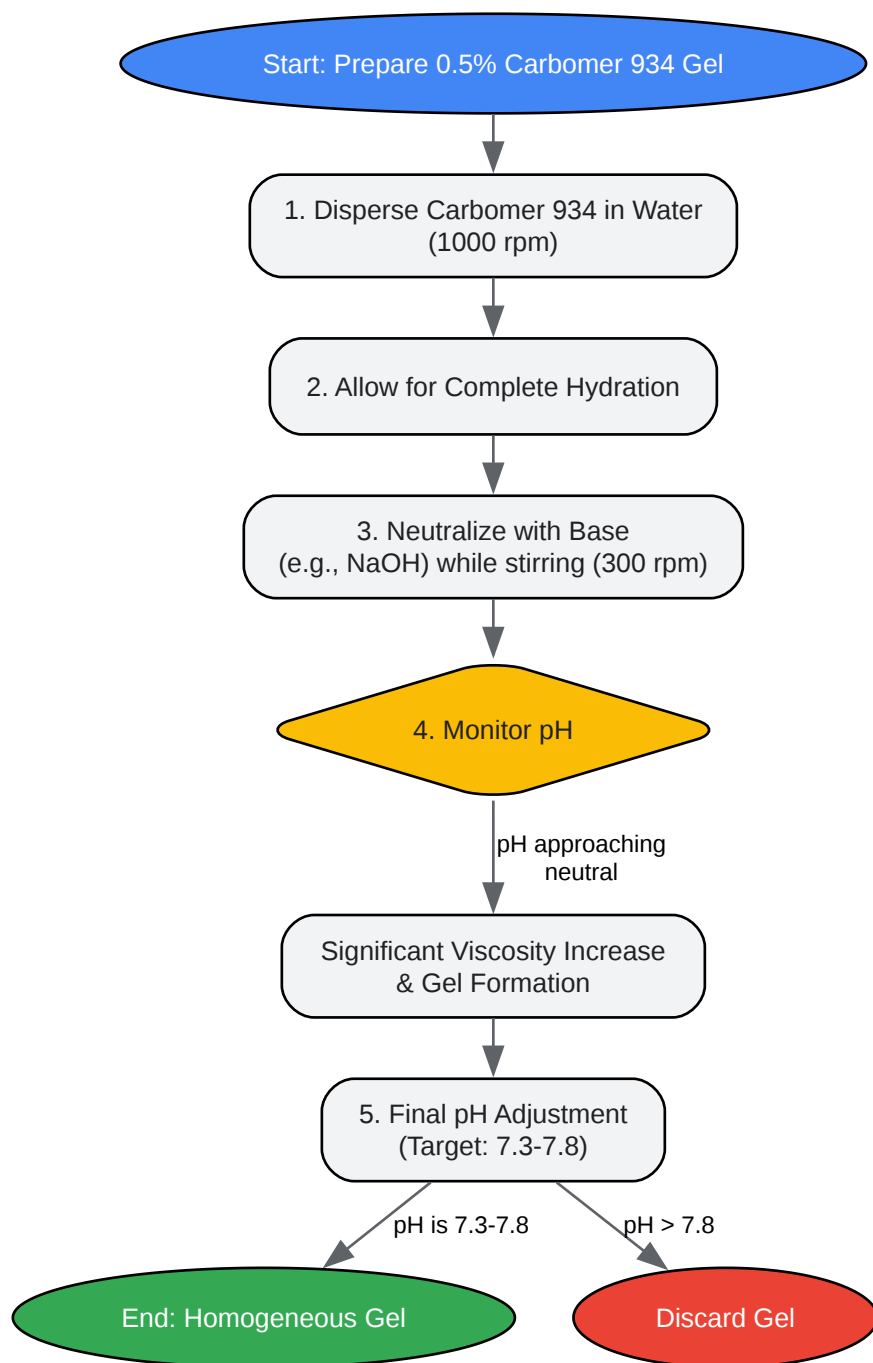 Start: Prepare 0.5% Carbomer 934 Gel
1. Disperse Carbomer 934 in Water
(1000 rpm)
2. Allow for Complete Hydration
3. Neutralize with Base
(e.g., NaOH) while stirring (300 rpm)
4. Monitor pH
pH approaching
neutral
Significant Viscosity Increase
& Gel Formation
5. Final pH Adjustment
(Target: 7.3-7.8)
pH is 7.3-7.8
pH > 7.8
End: Homogeneous Gel
Discard Gel